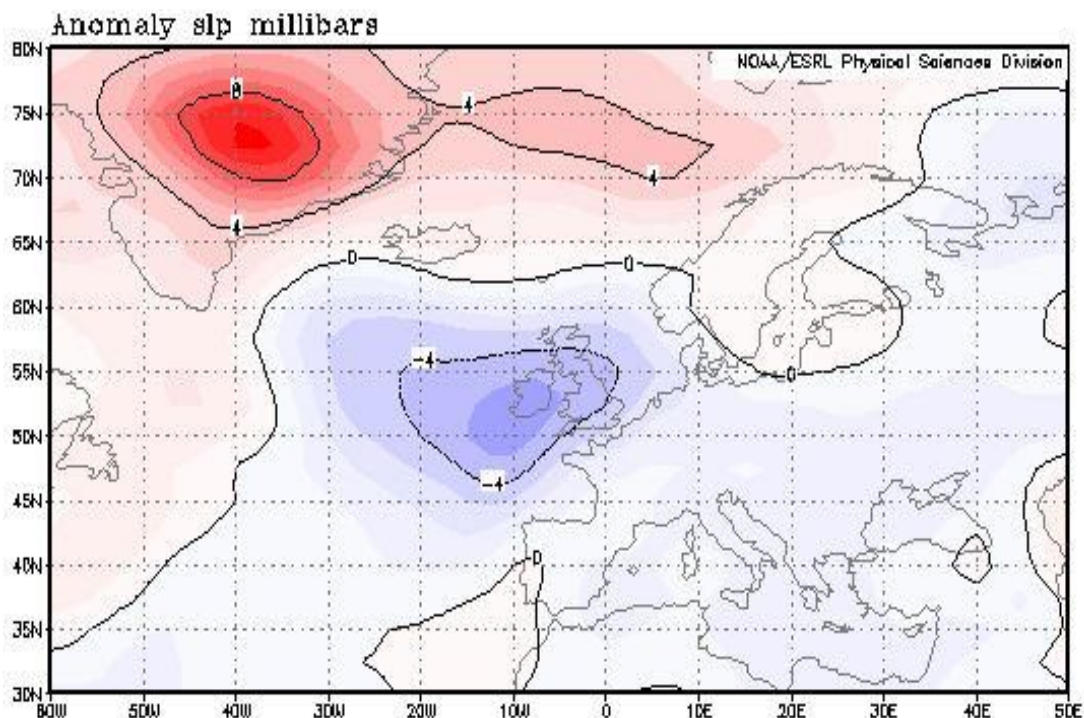 Anomaly slp millibars
80N
NOAA/ESRL Physical Sciences Division
8
4
75N
70N
4
4
65N
0
0
60N
-4
55N
0
50N
-4
45N
40N
0
35N
30N
60W 50W 40W 30W 20W 10W 0 10E 20E 30E 40E 50E